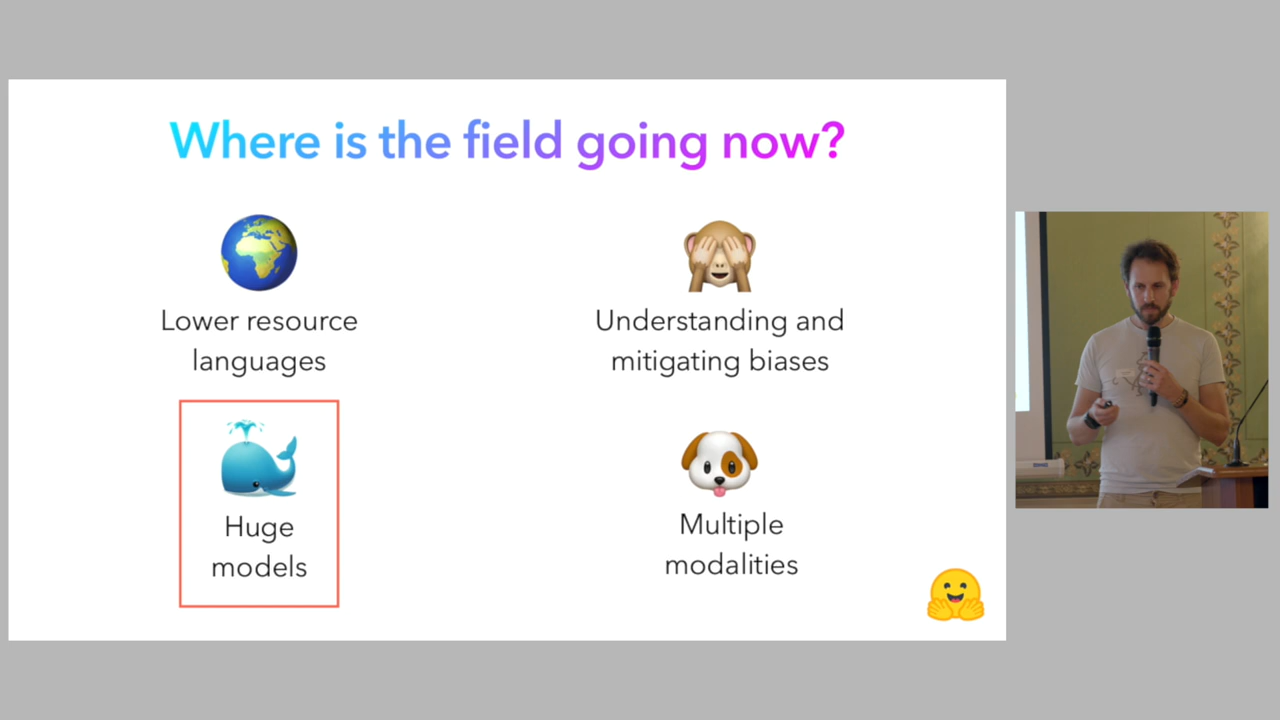 Where is the field going now?
Lower resource
languages
Understanding and
mitigating biases
Huge
models
Multiple
modalities